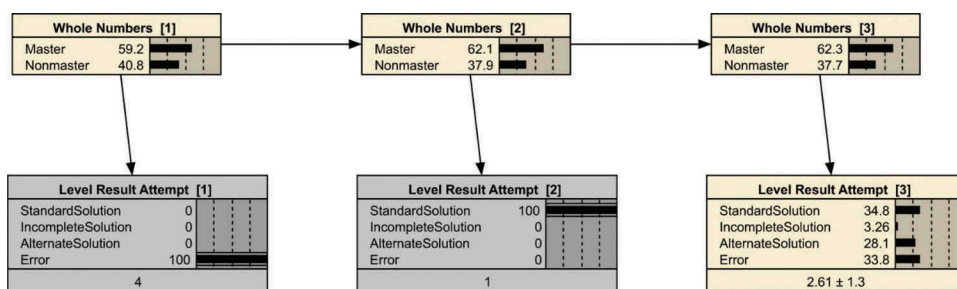 Whole Numbers [1]
Master 59.2
Nonmaster 40.8
Whole Numbers [2]
Master 62.1
Nonmaster 37.9
Whole Numbers [3]
Master 62.3
Nonmaster 37.7
Level Result Attempt [1]
StandardSolution 0
IncompleteSolution 0
AlternateSolution 0
Error 100
4
Level Result Attempt [2]
StandardSolution 100
IncompleteSolution 0
AlternateSolution 0
Error 0
1
Level Result Attempt [3]
StandardSolution 34.8
IncompleteSolution 3.26
AlternateSolution 28.1
Error 33.8
2.61 ± 1.3